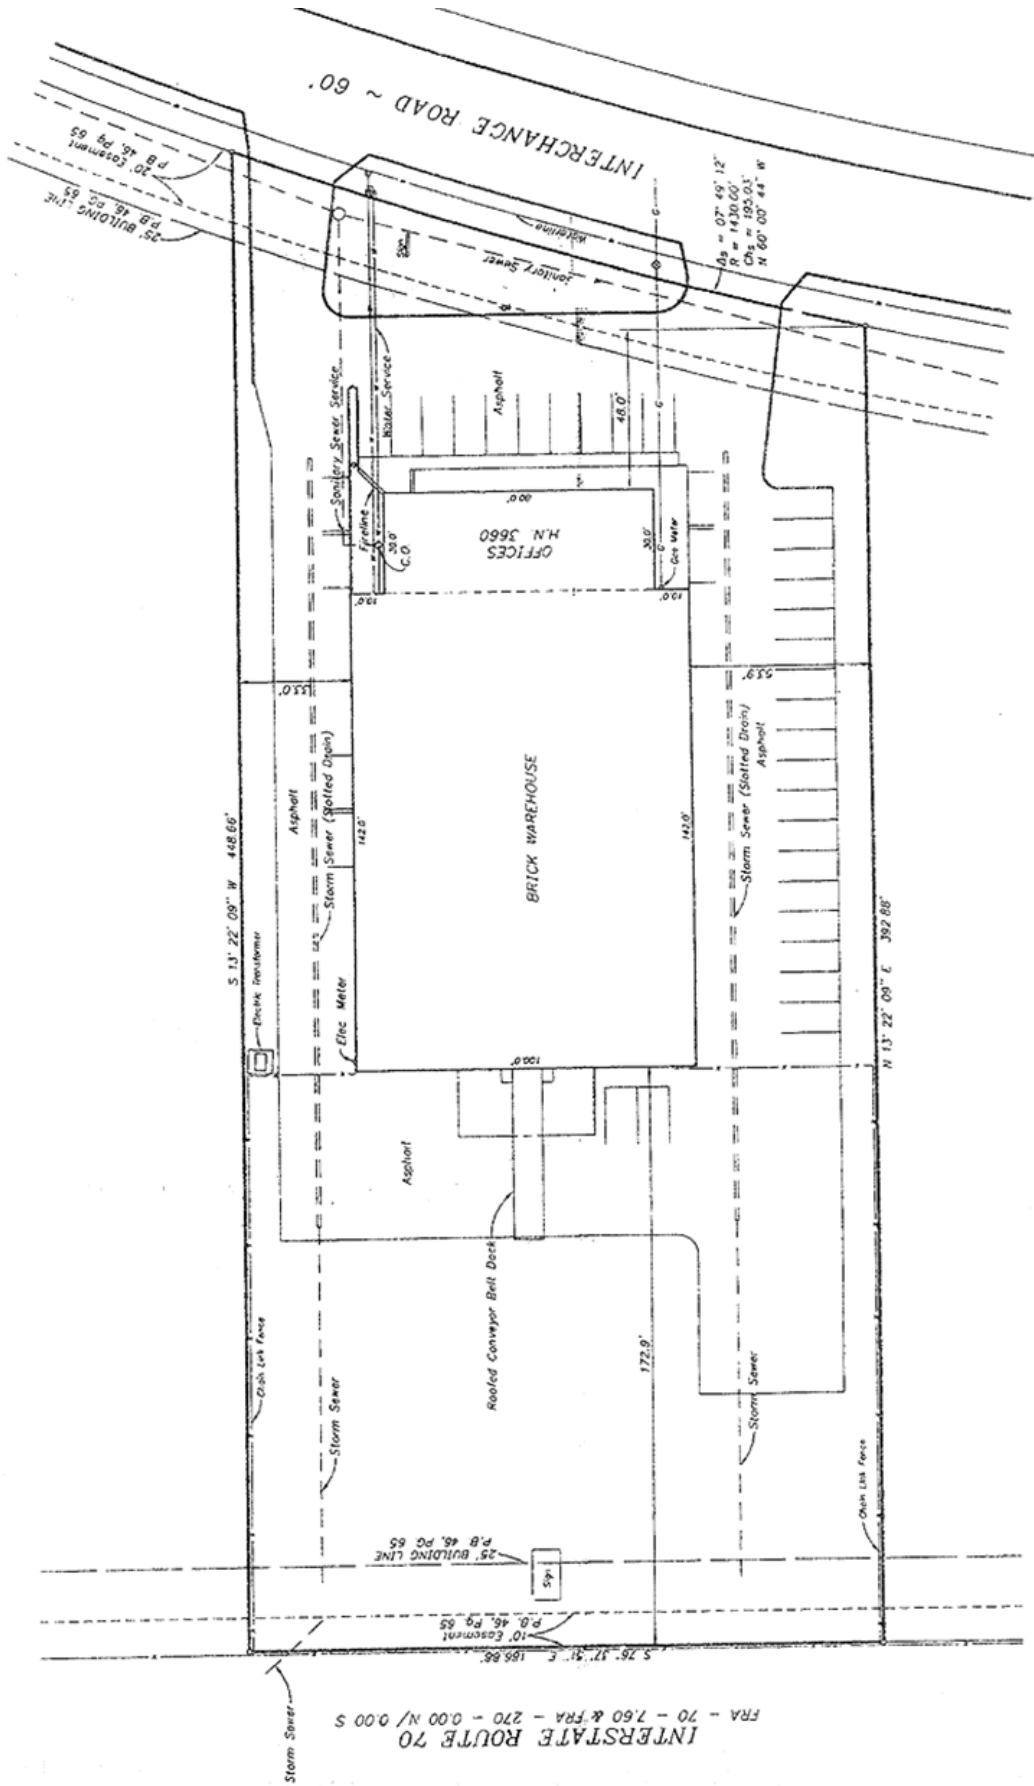 INTERCHANGE ROAD ~ 60'
20' Easement
P.B 46, Pg 65
25' BUILDING LINE
P.B 46, PG 65
Δs = 07° 49' 12"
R = 1430.00'
Chs = 195.03'
N 60° 00' 44" W
Waterline
Sanitary Sewer
Sign
G
G
G
Sanitary Sewer Service
Water Service
Asphalt
48.0'
Fireline
C.O.
30.0'
80.0'
OFFICES
H.N. 3660
30.0'
Gas Meter
10.0'
10.0'
33.0'
53.9'
S 13° 22' 09" W 448.66'
Asphalt
Storm Sewer (Slotted Drain)
142.0'
BRICK WAREHOUSE
142.0'
Storm Sewer (Slotted Drain)
Asphalt
Electric Transformer
Elec Meter
100.0'
N 13° 22' 09" E 392.88'
Asphalt
Roofed Conveyor Belt Dock
Chain Link Fence
Storm Sewer
172.9'
Storm Sewer
Chain Link Fence
25' BUILDING LINE
P.B. 46, PG 65
Sign
10' Easement
P.B. 46, Pg 65
S 76° 37' 51" E 186.88'
Storm Sewer
INTERSTATE ROUTE 70
FRA - 70 - 7.60 & FRA - 270 - 0.00 N/ 0.00 S